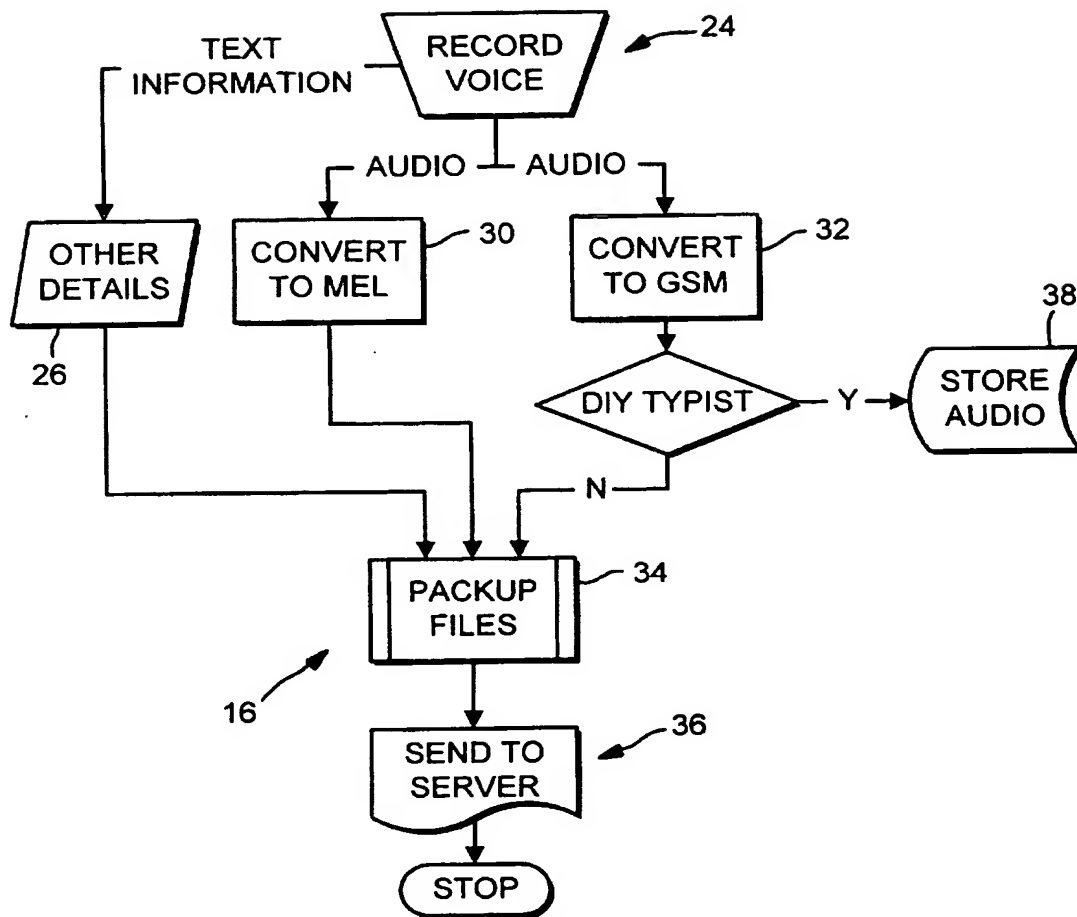 RECORD
VOICE
24
TEXT
INFORMATION
AUDIO
AUDIO
OTHER
DETAILS
26
CONVERT
TO MEL
30
CONVERT
TO GSM
32
DIY TYPIST
Y
STORE
AUDIO
38
N
PACKUP
FILES
34
16
SEND TO
SERVER
36
STOP